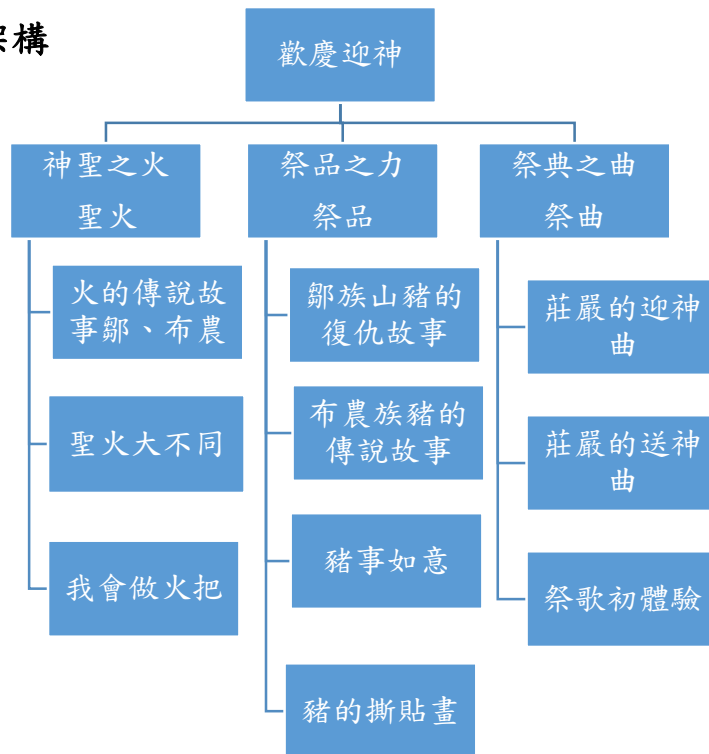 構
歡慶迎神
神聖之火
聖火
火的傳說故
事鄒、布農
聖火大不同
我會做火把
祭品之力
祭品
鄒族山豬的
復仇故事
布農族豬的
傳說故事
豬事如意
豬的撕貼畫
祭典之曲
祭曲
莊嚴的迎神
曲
莊嚴的送神
曲
祭歌初體驗